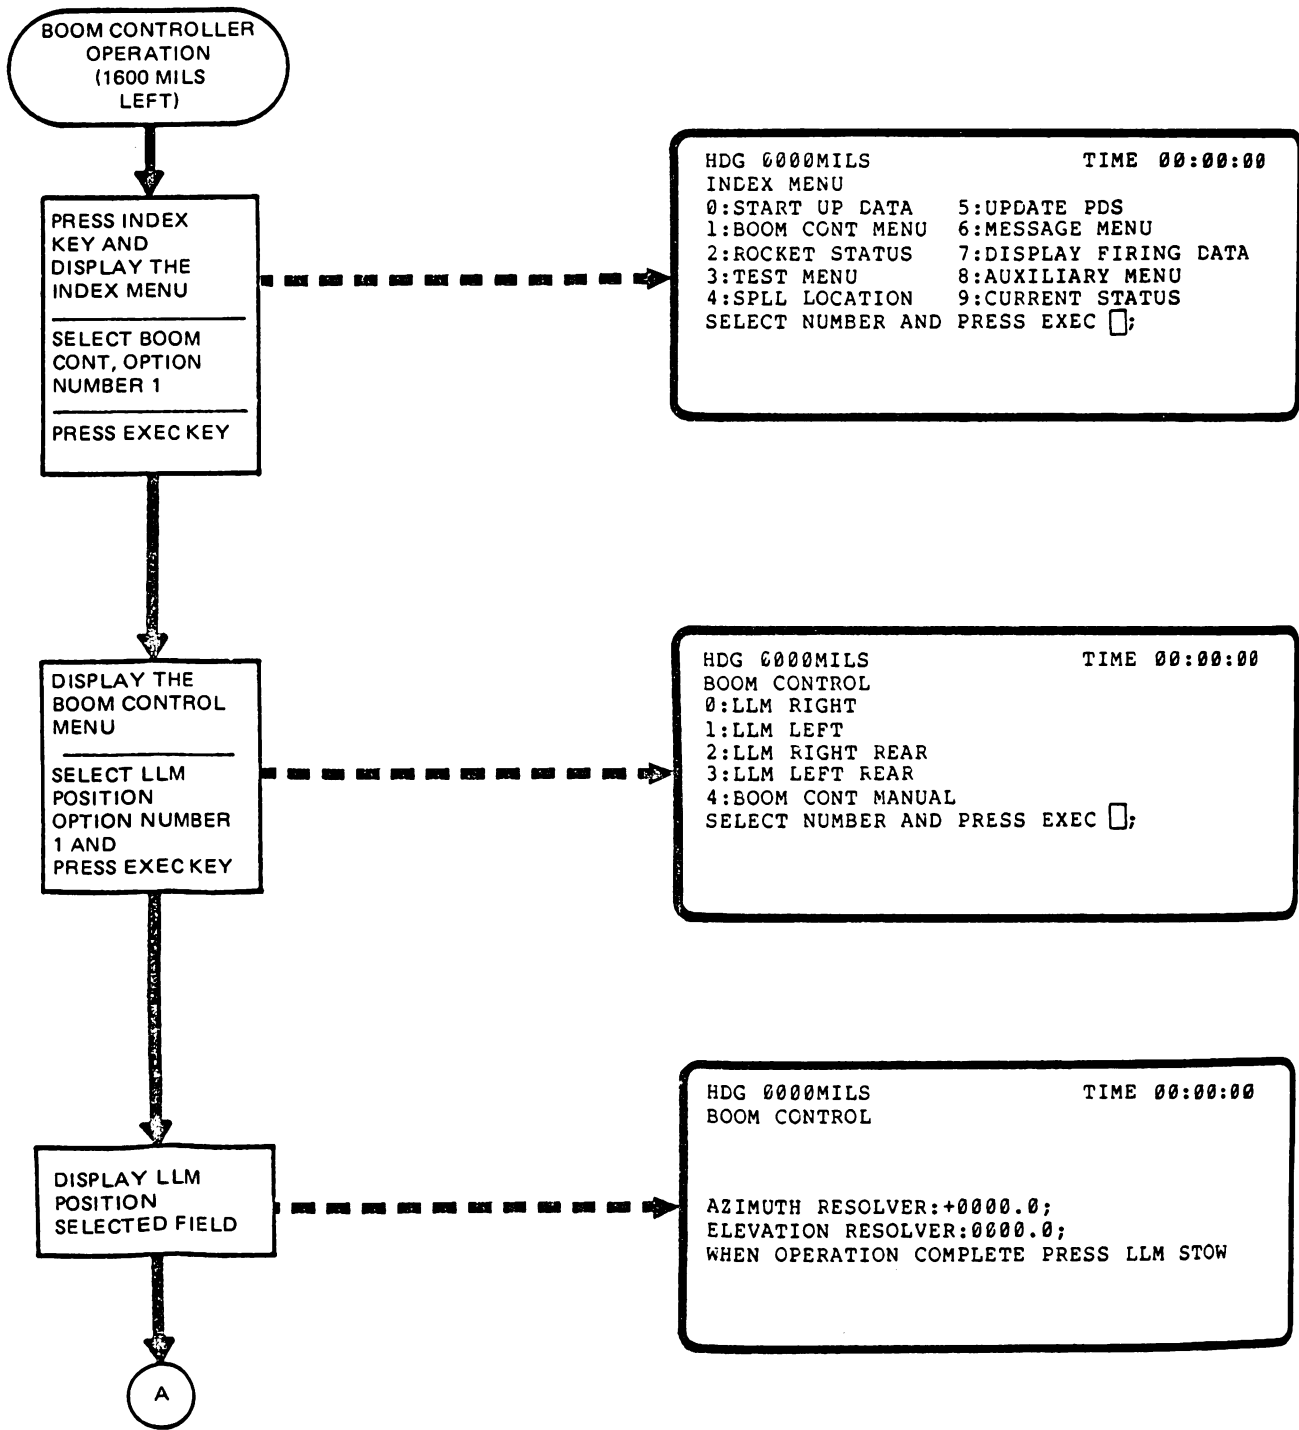 BOOM CONTROLLER
OPERATION
(1600 MILS
LEFT)
PRESS INDEX
KEY AND
DISPLAY THE
INDEX MENU
SELECT BOOM
CONT, OPTION
NUMBER 1
PRESS EXEC KEY
HDG 0000MILS TIME 00:00:00
INDEX MENU
0:START UP DATA 5:UPDATE PDS
1:BOOM CONT MENU 6:MESSAGE MENU
2:ROCKET STATUS 7:DISPLAY FIRING DATA
3:TEST MENU 8:AUXILIARY MENU
4:SPLL LOCATION 9:CURRENT STATUS
SELECT NUMBER AND PRESS EXEC ;
DISPLAY THE
BOOM CONTROL
MENU
SELECT LLM
POSITION
OPTION NUMBER
1 AND
PRESS EXEC KEY
HDG 0000MILS TIME 00:00:00
BOOM CONTROL
0:LLM RIGHT
1:LLM LEFT
2:LLM RIGHT REAR
3:LLM LEFT REAR
4:BOOM CONT MANUAL
SELECT NUMBER AND PRESS EXEC ;
DISPLAY LLM
POSITION
SELECTED FIELD
HDG 0000MILS TIME 00:00:00
BOOM CONTROL
AZIMUTH RESOLVER:+0000.0;
ELEVATION RESOLVER:0000.0;
WHEN OPERATION COMPLETE PRESS LLM STOW
A